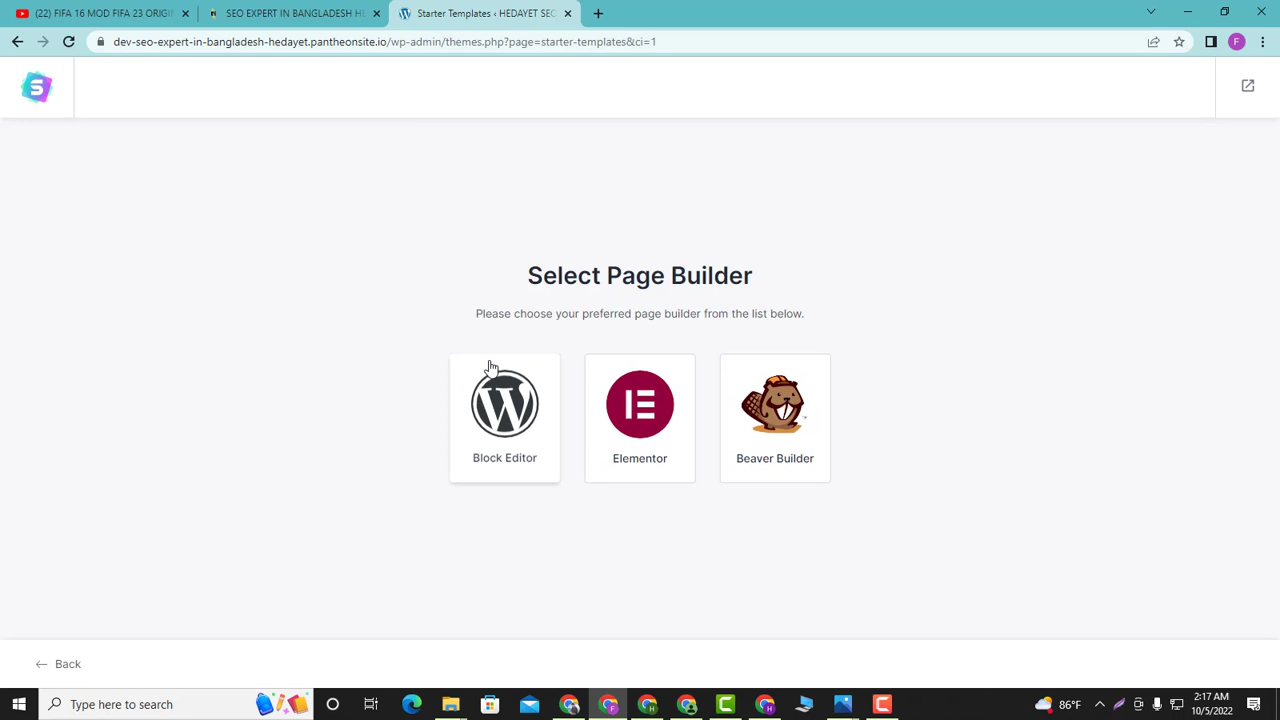 (22) FIFA 16 MOD FIFA 23 ORIGIN
SEO EXPERT IN BANGLADESH HE
Starter Templates ‹ HEDAYET SEO
dev-seo-expert-in-bangladesh-hedayet.pantheonsite.io/wp-admin/themes.php?page=starter-templates&ci=1
F
Select Page Builder
Please choose your preferred page builder from the list below.
Block Editor
Elementor
Beaver Builder
Back
Type here to search
86°F
2:17 AM
10/5/2022